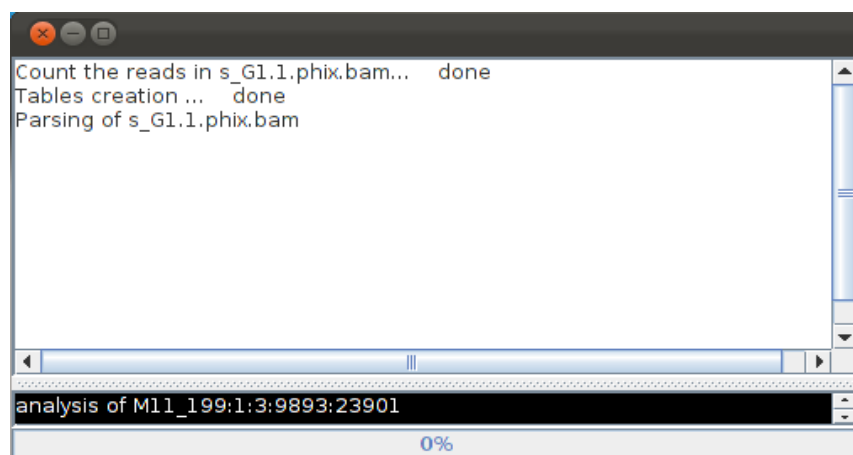 Count the reads in s_G1.1.phix.bam... done
Tables creation ... done
Parsing of s_G1.1.phix.bam
analysis of M11_199:1:3:9893:23901
0%